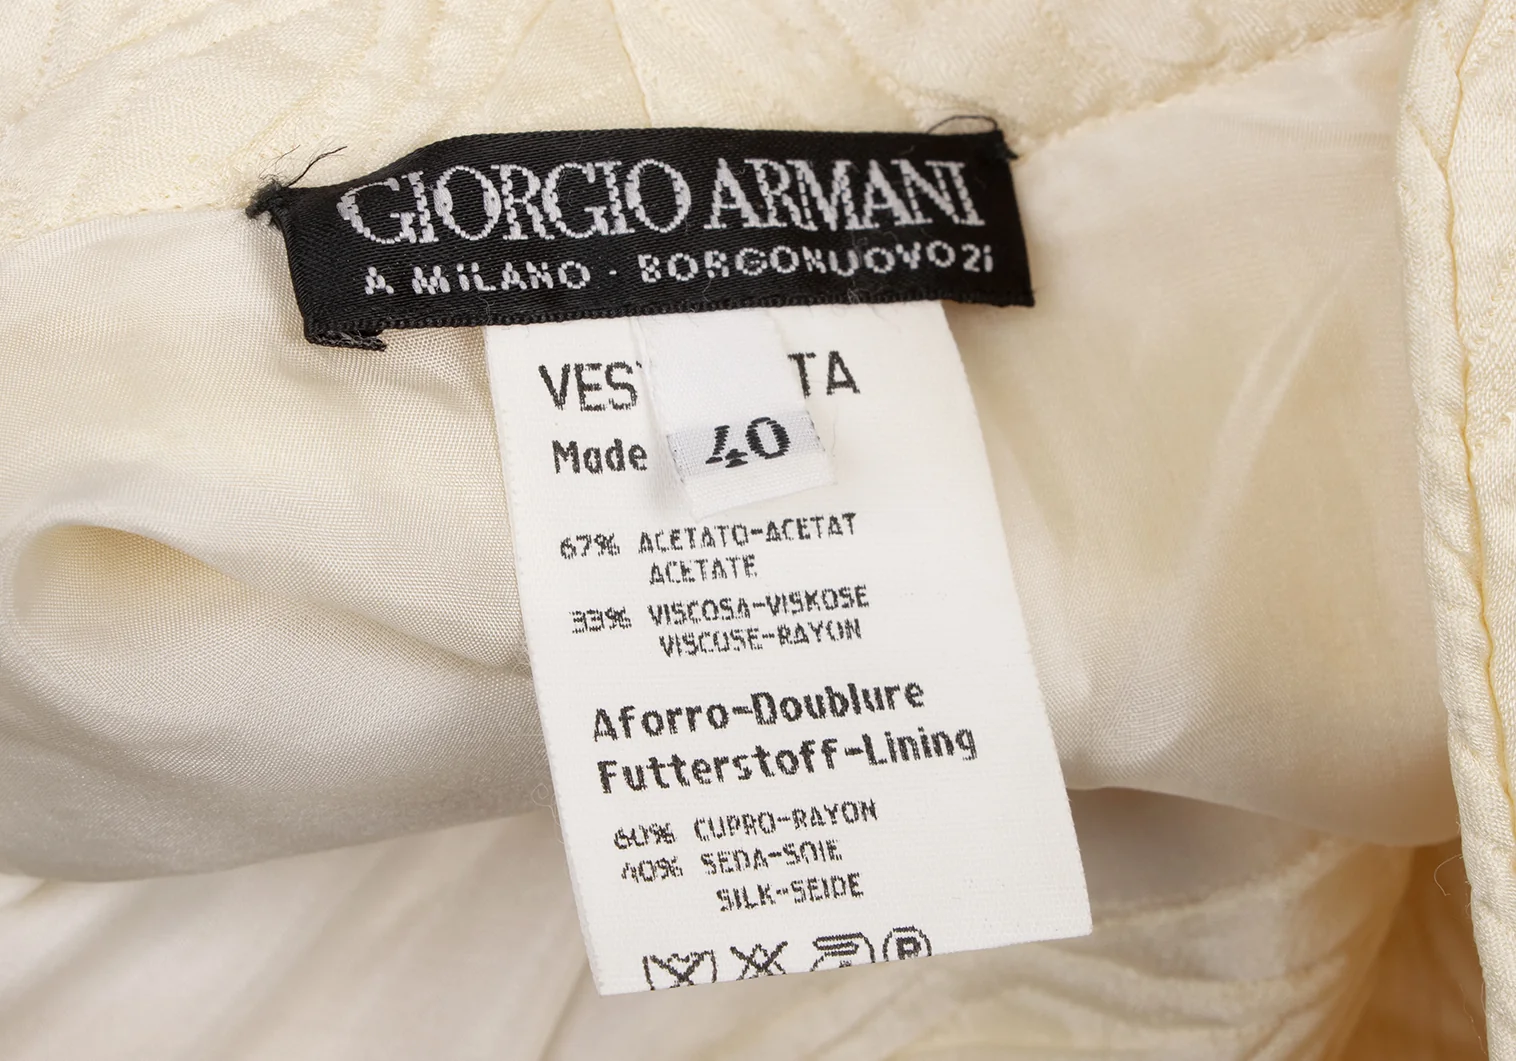 GIORGIO ARMANI
A MILANO · BORGONUOVO 21
VES TA
40
Made
67% ACETATO-ACETAT
ACETATE
33% VISCOSA-VISKOSE
VISCOSE-RAYON
Aforro-Doublure
Futterstoff-Lining
60% CUPRO-RAYON
40% SEDA-SOIE
SILK-SEIDE
P